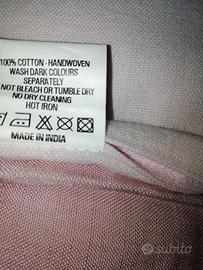 100% COTTON - HANDWOVEN
WASH DARK COLOURS
SEPARATELY
NOT BLEACH OR TUMBLE DRY
NO DRY CLEANING
HOT IRON
MADE IN INDIA
subito